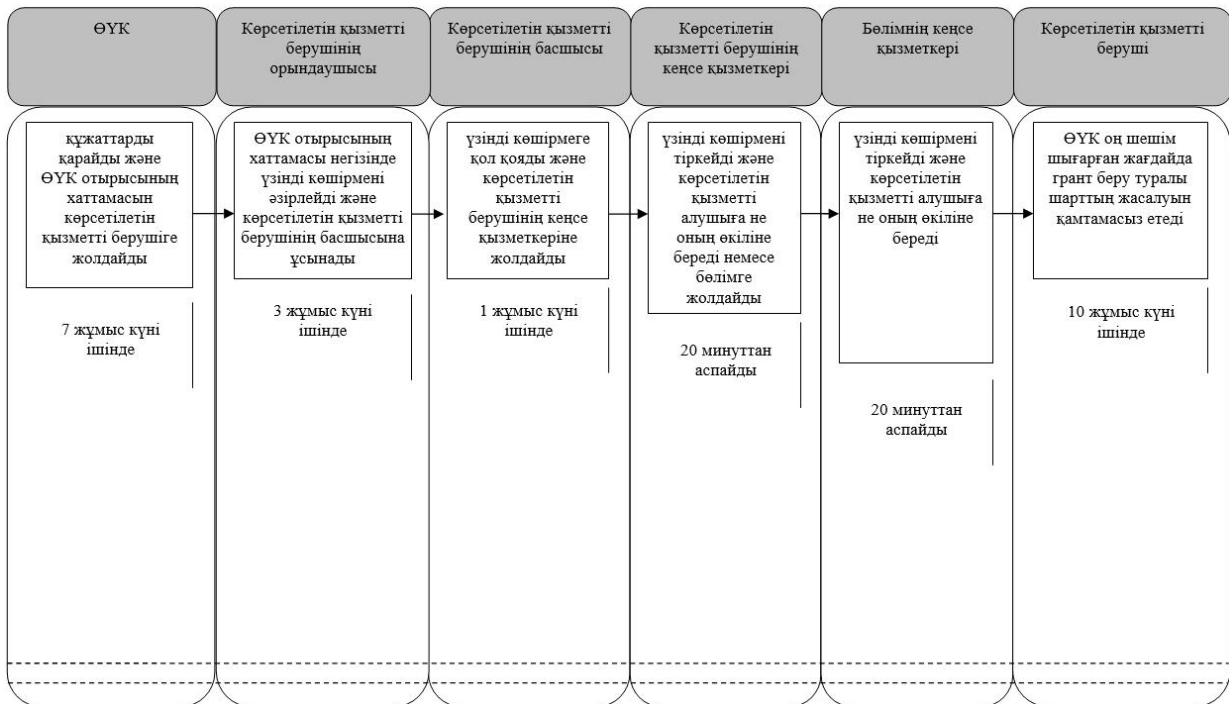 ӨҮК
Көрсетілетін қызметті
берушінің
орындаушысы
Көрсетілетін қызметті
берушінің басшысы
Көрсетілетін
қызметті берушінің
кеңсе қызметкері
Бөлімнің кеңсе
қызметкері
Көрсетілетін қызметті
беруші
құжаттарды
қарайды және
ӨҮК отырысының
хаттамасын
көрсетілетін
қызметті берушіге
жолдайды
7 жұмыс күні
ішінде
ӨҮК отырысының
хаттамасы негізінде
үзінді көшірмені
әзірлейді және
көрсетілетін қызметті
берушінің басшысына
ұсынады
3 жұмыс күні
ішінде
үзінді көшірмеге
қол қояды және
көрсетілетін
қызметті
берушінің кеңсе
қызметкеріне
жолдайды
1 жұмыс күні
ішінде
үзінді көшірмені
тіркейді және
көрсетілетін
қызметті
алушыға не
оның өкіліне
береді немесе
бөлімге
жолдайды
20 минуттан
аспайды
үзінді көшірмені
тіркейді және
көрсетілетін
қызметті алушыға
не оның өкіліне
береді
20 минуттан
аспайды
ӨҮК оң шешім
шығарған жағдайда
грант беру туралы
шарттың жасалуын
қамтамасыз етеді
10 жұмыс күні
ішінде